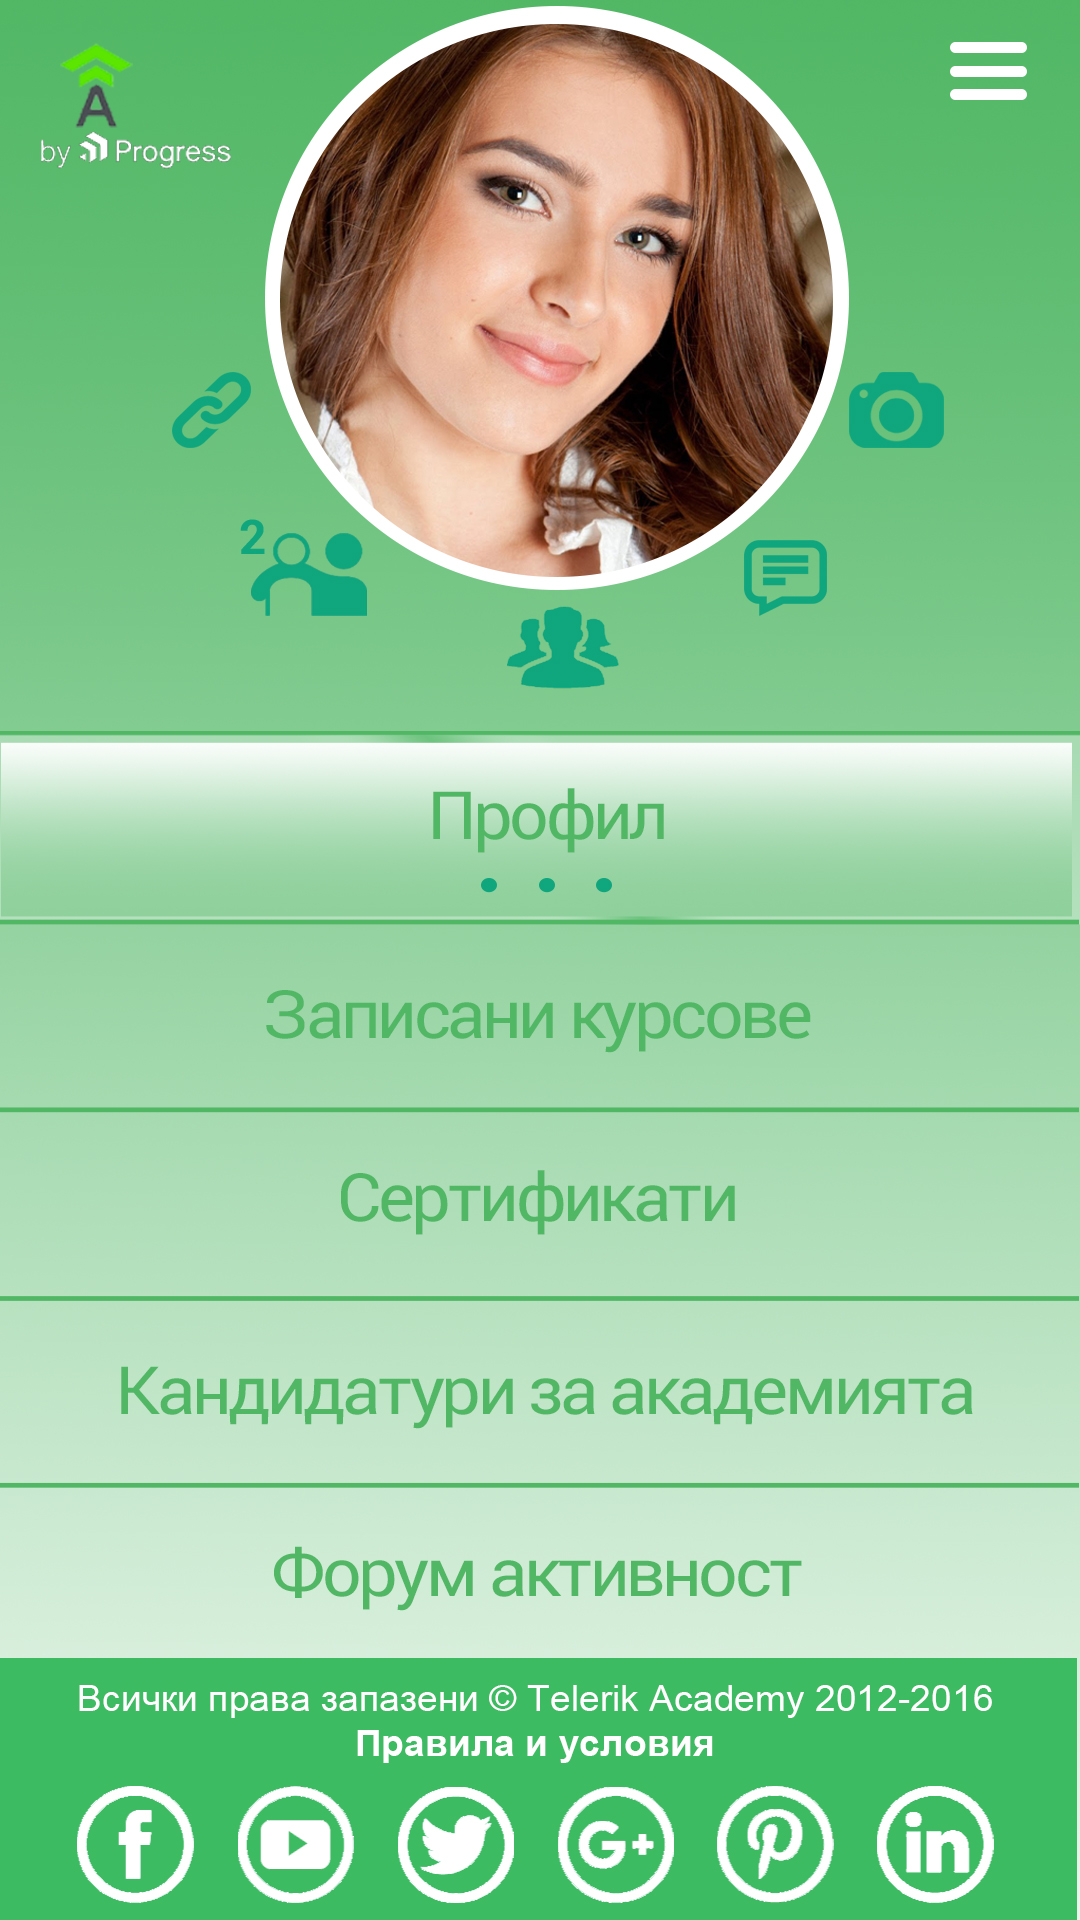 A
by Progress
2
Профил
Записани курсове
Сертификати
Кандидатури за академията
Форум активност
Всички права запазени © Telerik Academy 2012-2016
Правила и условия
f
G+
in